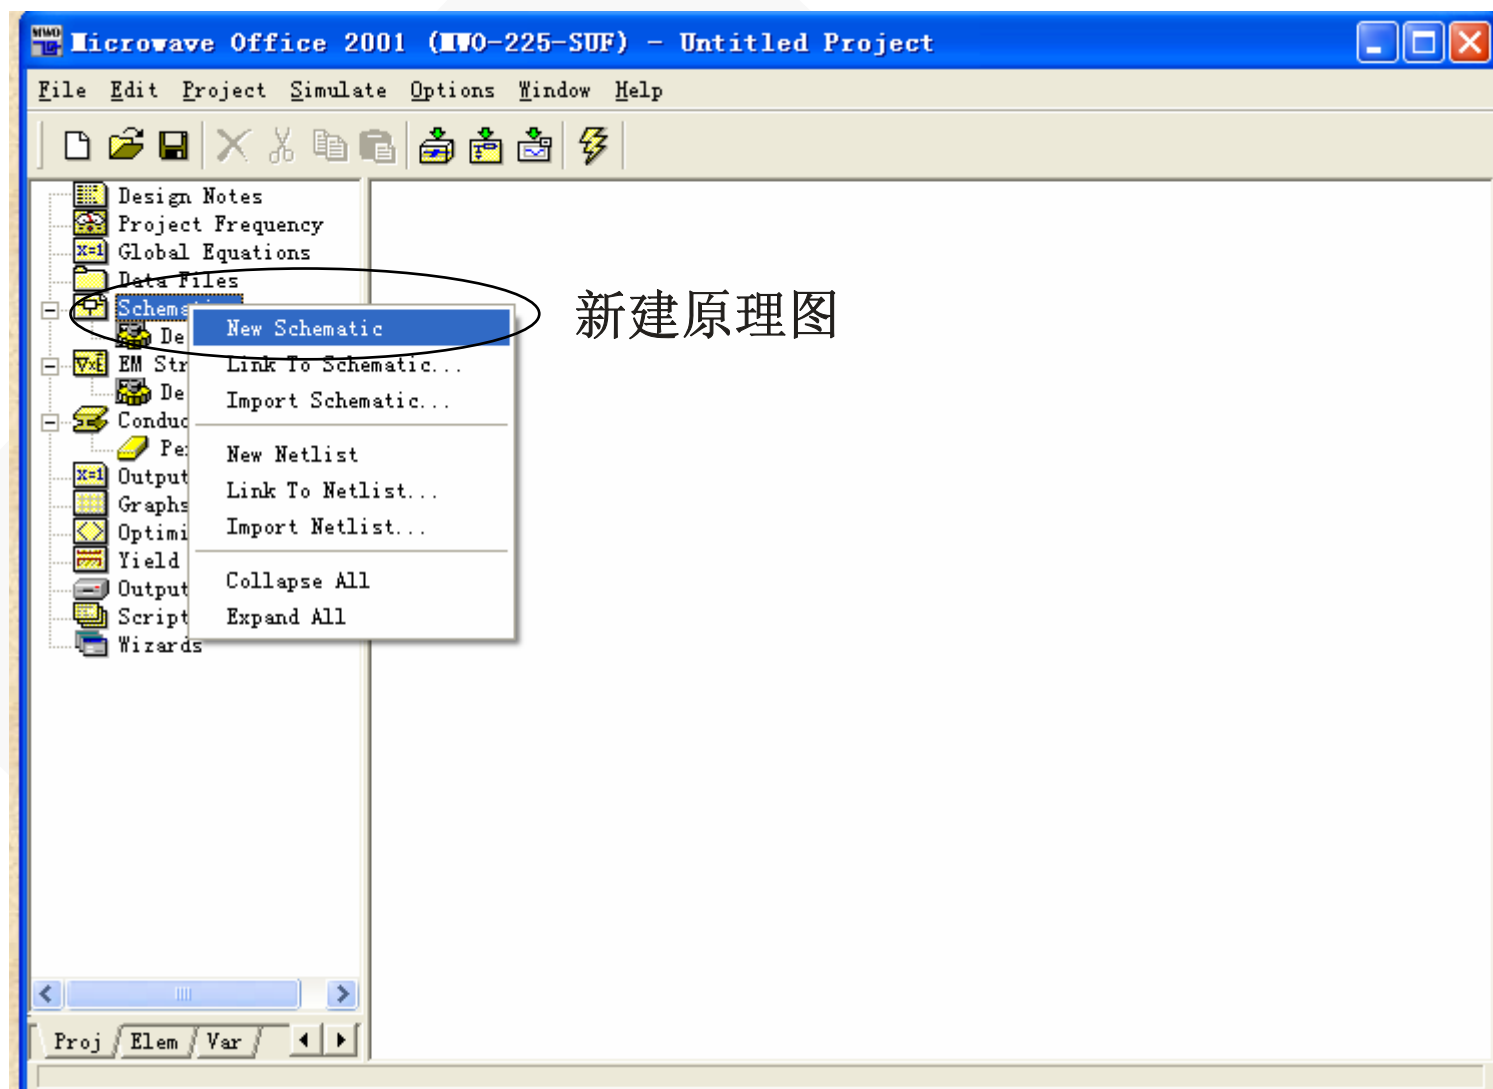 Microwave Office 2001 (MWO-225-SUF) - Untitled Project
File Edit Project Simulate Options Window Help
Design Notes
Project Frequency
X=1 Global Equations
Data Files
Schema
新建原理图
New Schematic
De
EM Str
Link To Schematic...
De
Import Schematic...
Conduc
Pe
New Netlist
X=1 Output
Link To Netlist...
Graphs
Import Netlist...
Optimi
Yield
Collapse All
Output
Script
Expand All
Wizards
Proj Elem Var